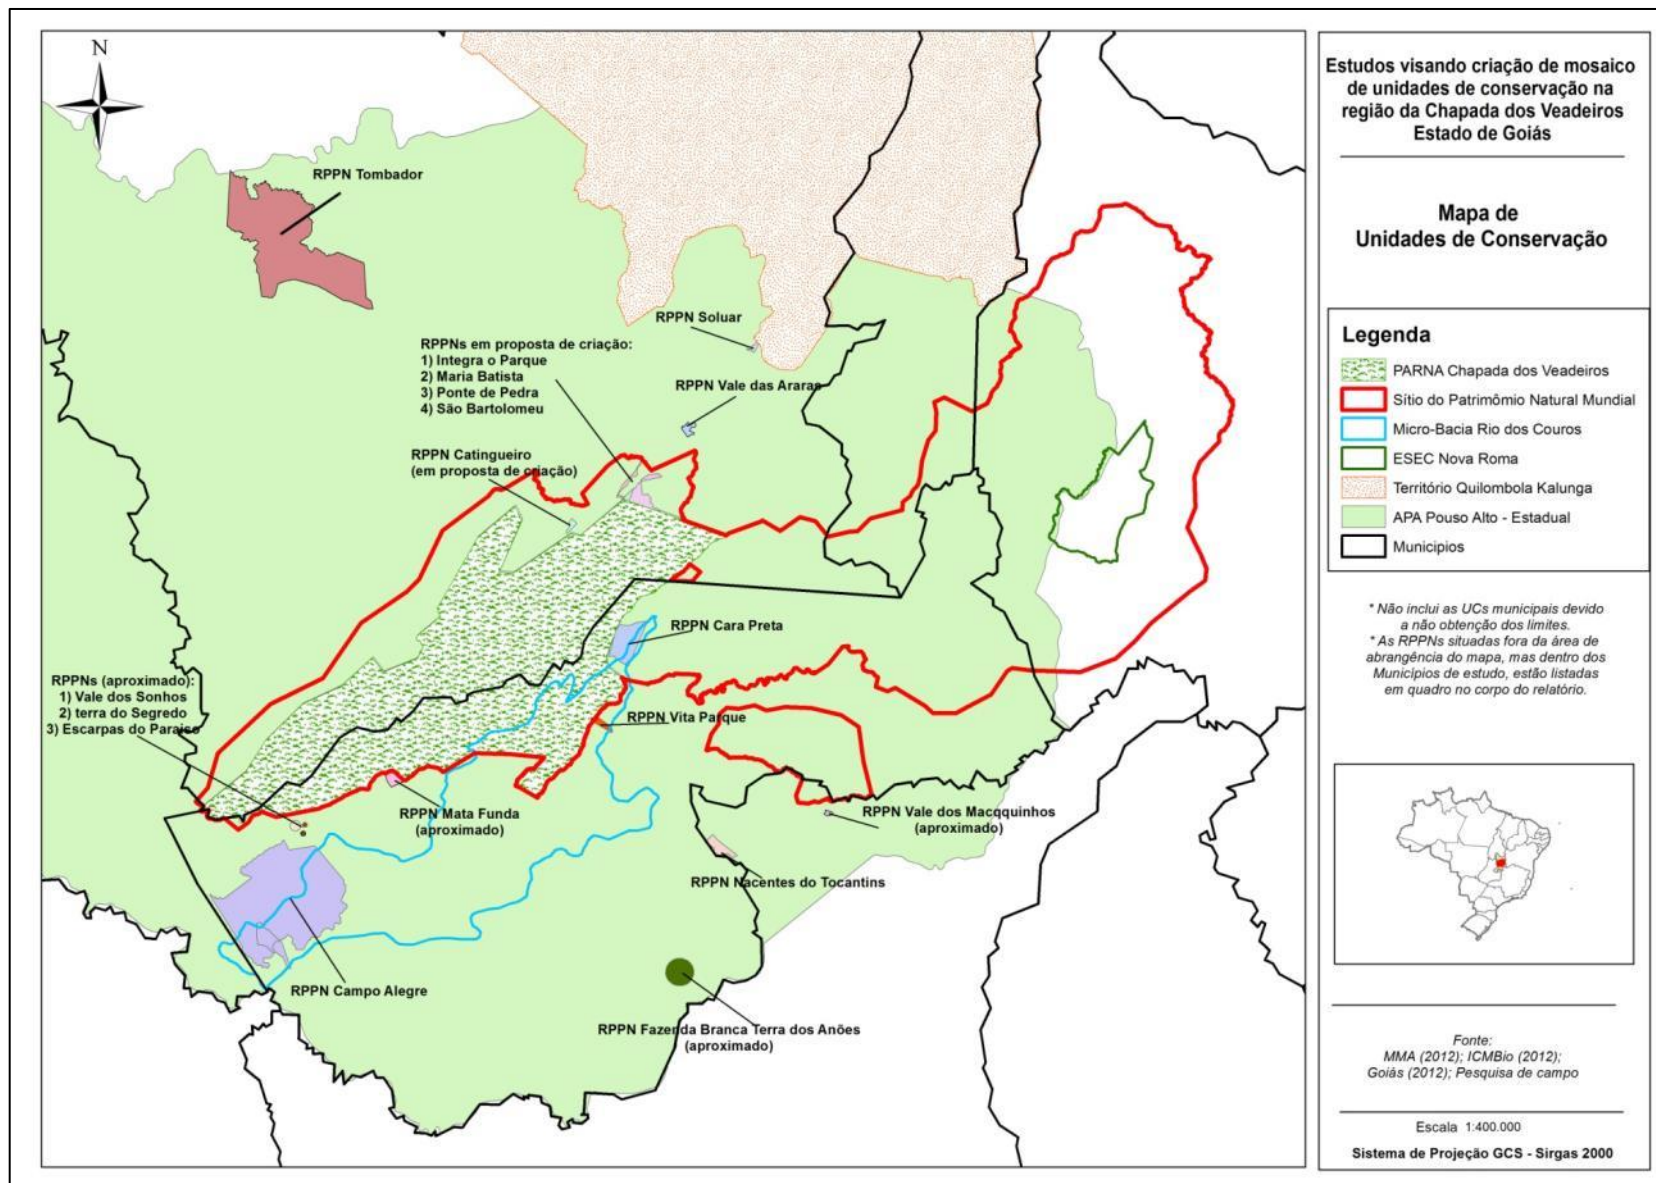 N
RPPN Tombador
RPPN Soluar
RPPNs em proposta de criação:
1) Integra o Parque
2) Maria Batista
3) Ponte de Pedra
4) São Bartolomeu
RPPN Vale das Araras
RPPN Catingueiro
(em proposta de criação)
RPPN Cara Preta
RPPNs (aproximado):
1) Vale dos Sonhos
2) terra do Segredo
3) Escarpas do Paraiso
RPPN Vita Parque
RPPN Mata Funda
(aproximado)
RPPN Vale dos Macqquinhos
(aproximado)
RPPN Nacentes do Tocantins
RPPN Campo Alegre
RPPN Fazenda Branca Terra dos Anões
(aproximado)
Estudos visando criação de mosaico
de unidades de conservação na
região da Chapada dos Veadeiros
Estado de Goiás
Mapa de
Unidades de Conservação
Legenda
PARNA Chapada dos Veadeiros
Sítio do Patrimômio Natural Mundial
Micro-Bacia Rio dos Couros
ESEC Nova Roma
Território Quilombola Kalunga
APA Pouso Alto - Estadual
Municipios
* Não inclui as UCs municipais devido
a não obtenção dos limites.
* As RPPNs situadas fora da área de
abrangência do mapa, mas dentro dos
Municípios de estudo, estão listadas
em quadro no corpo do relatório.
Fonte:
MMA (2012); ICMBio (2012);
Goiás (2012); Pesquisa de campo
Escala 1:400.000
Sistema de Projeção GCS - Sirgas 2000